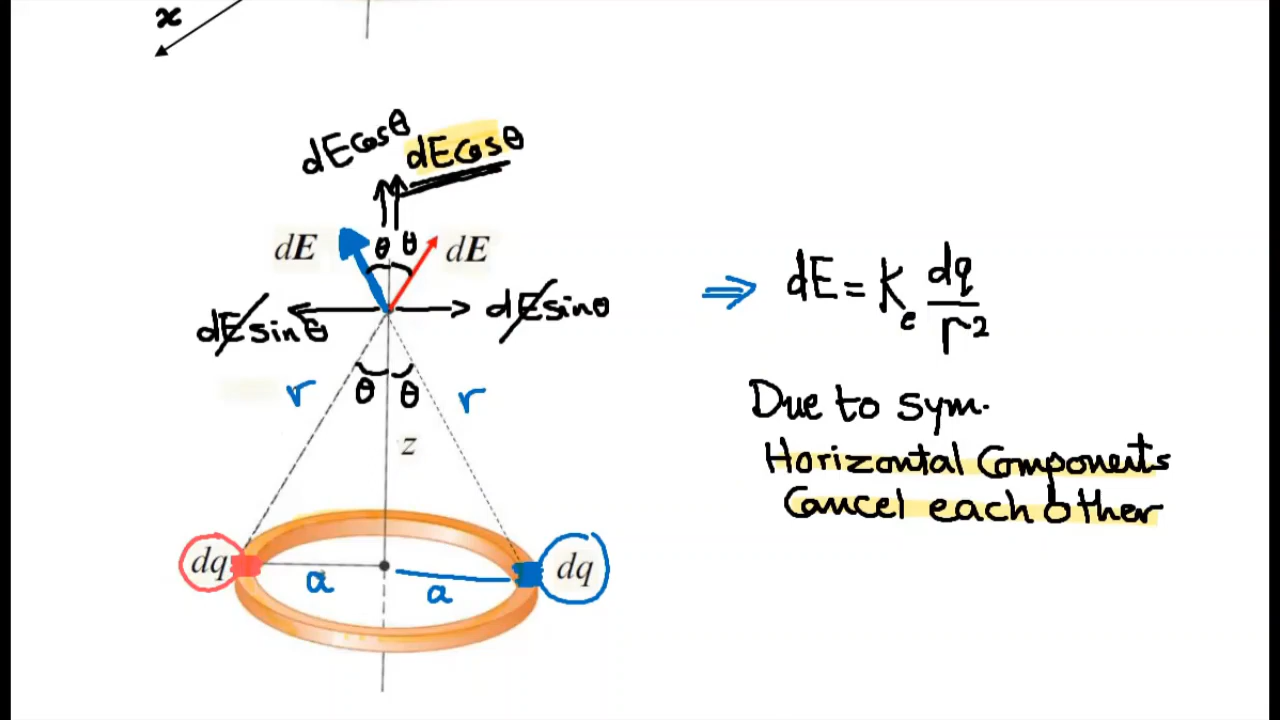 x
dEcosθ dEcosθ
θ θ
dE dE
dEsinθ dEsinθ
θ θ
r r
z
dq dq
a a
⇒ dE = Ke dq/r²
Due to sym.
Horizontal Components
Cancel each other